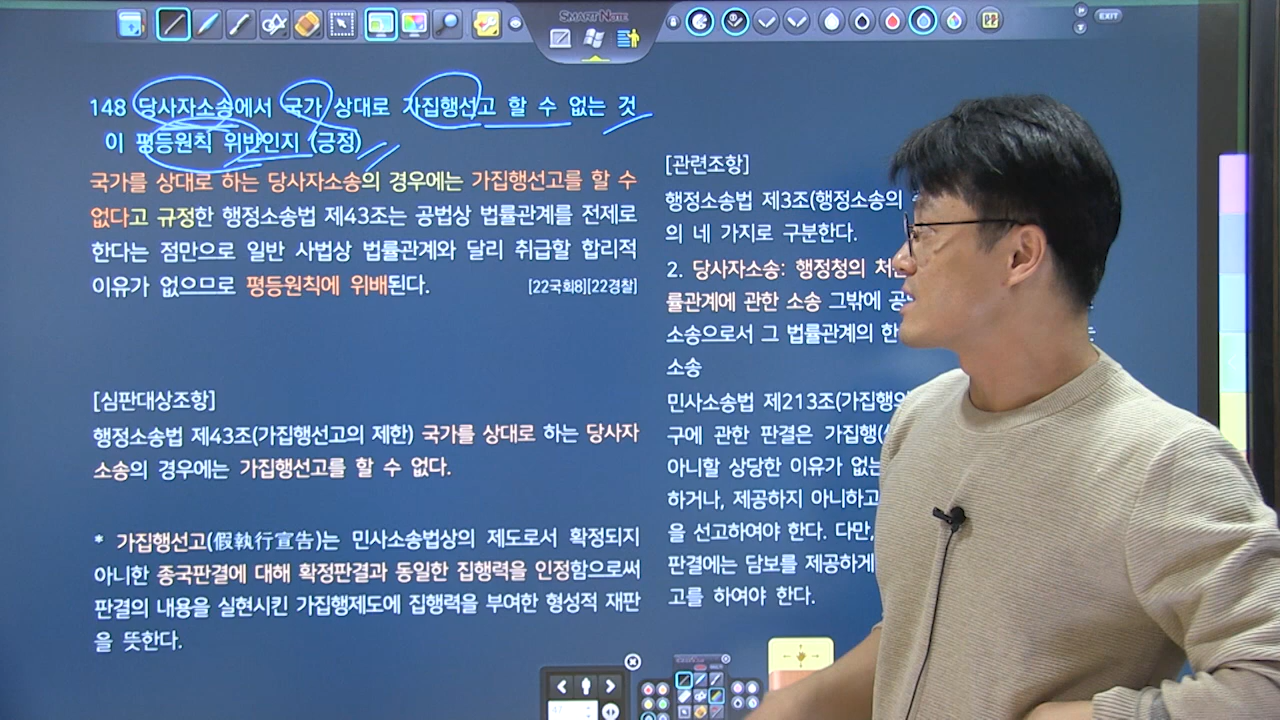 SMARTNOTE
EXIT
148 당사자소송에서 국가 상대로 가집행선고 할 수 없는 것
이 평등원칙 위반인지 (긍정)
국가를 상대로 하는 당사자소송의 경우에는 가집행선고를 할 수
없다고 규정한 행정소송법 제43조는 공법상 법률관계를 전제로
한다는 점만으로 일반 사법상 법률관계와 달리 취급할 합리적
이유가 없으므로 평등원칙에 위배된다.
[22국회8][22경찰]
[심판대상조항]
행정소송법 제43조(가집행선고의 제한) 국가를 상대로 하는 당사자
소송의 경우에는 가집행선고를 할 수 없다.
* 가집행선고(假執行宣告)는 민사소송법상의 제도로서 확정되지
아니한 종국판결에 대해 확정판결과 동일한 집행력을 인정함으로써
판결의 내용을 실현시킨 가집행제도에 집행력을 부여한 형성적 재판
을 뜻한다.
[관련조항]
행정소송법 제3조(행정소송의
의 네 가지로 구분한다.
2. 당사자소송: 행정청의
률관계에 관한 소송 그밖에
소송으로서 그 법률관계의 한
소송
민사소송법 제213조(가집행의
구에 관한 판결은
아니할 상당한 이유가 없는
하거나, 제공하지 아니하고
을 선고하여야 한다. 다만,
판결에는 담보를 제공하게
고를 하여야 한다.